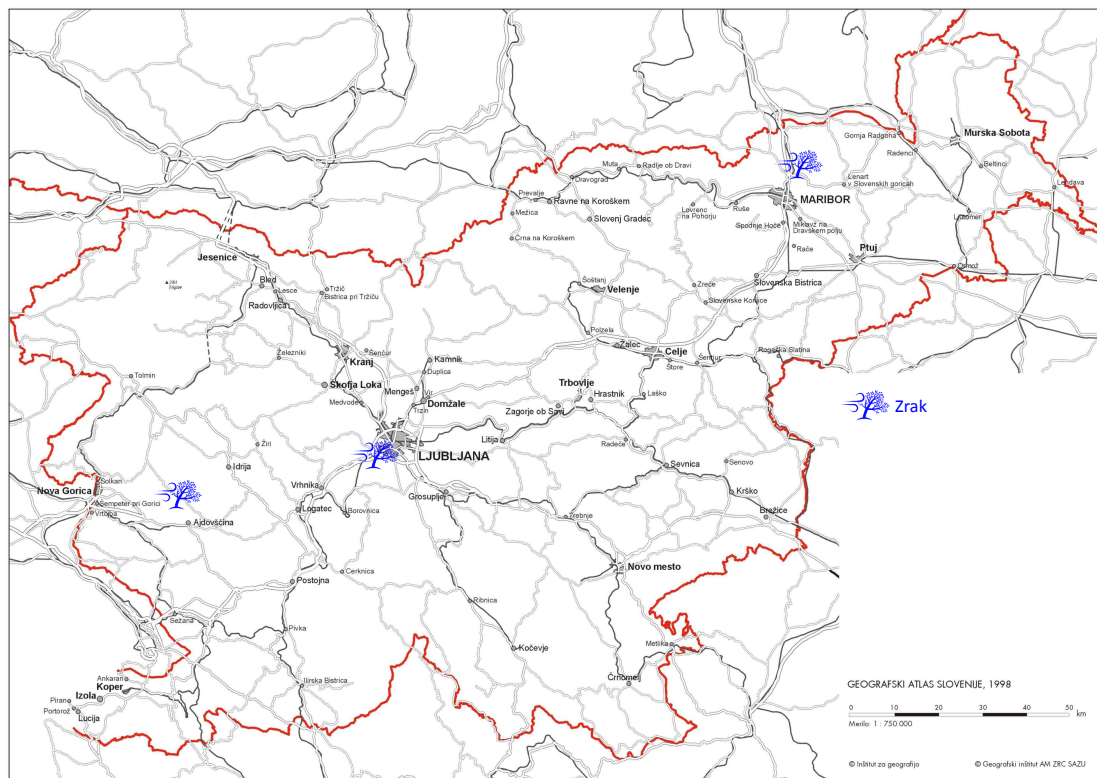 Gornja Radgona
Murska Sobota
Radenci
Beltinci
Muta
Radlje ob Dravi
Dravograd
Lenart
v Slovenskih goricah
Lendava
Prevalje
Ravne na Koroškem
MARIBOR
Mežica
Slovenj Gradec
Lovrenc
na Pohorju
Ruše
Ljutomer
Spodnje Hoče
Miklavž na
Dravskem polju
Črna na Koroškem
Rače
Ptuj
Jesenice
Ormož
Bled
Lesce
Šoštanj
Velenje
Zreče
Slovenska Bistrica
Tržič
Bistrica pri Tržiču
Radovljica
Slovenske Konjice
Polzela
Železniki
Šenčur
Kranj
Žalec
Celje
Rogaška Slatina
Kamnik
Štore
Šentjur
Duplica
Tolmin
Škofja Loka
Mengeš
Trbovlje
Vir
Hrastnik
Laško
Medvode
Domžale
Trzin
Zagorje ob Savi
Zrak
Žiri
Litija
Radeče
LJUBLJANA
Idrija
Sevnica
Senovo
Solkan
Nova Gorica
Vrhnika
Grosuplje
Krško
Šempeter pri Gorici
Vrtojba
Logatec
Borovnica
Trebnje
Brežice
Ajdovščina
Cerknica
Novo mesto
Postojna
Ribnica
Sežana
Pivka
Metlika
Kočevje
Ankaran
Koper
Ilirska Bistrica
Črnomelj
Izola
Piran
Portorož
Lucija
GEOGRAFSKI ATLAS SLOVENIJE, 1998
0 10 20 30 40 50 km
Merilo: 1 : 750 000
© Inštitut za geografijo
© Geografski inštitut AM ZRC SAZU